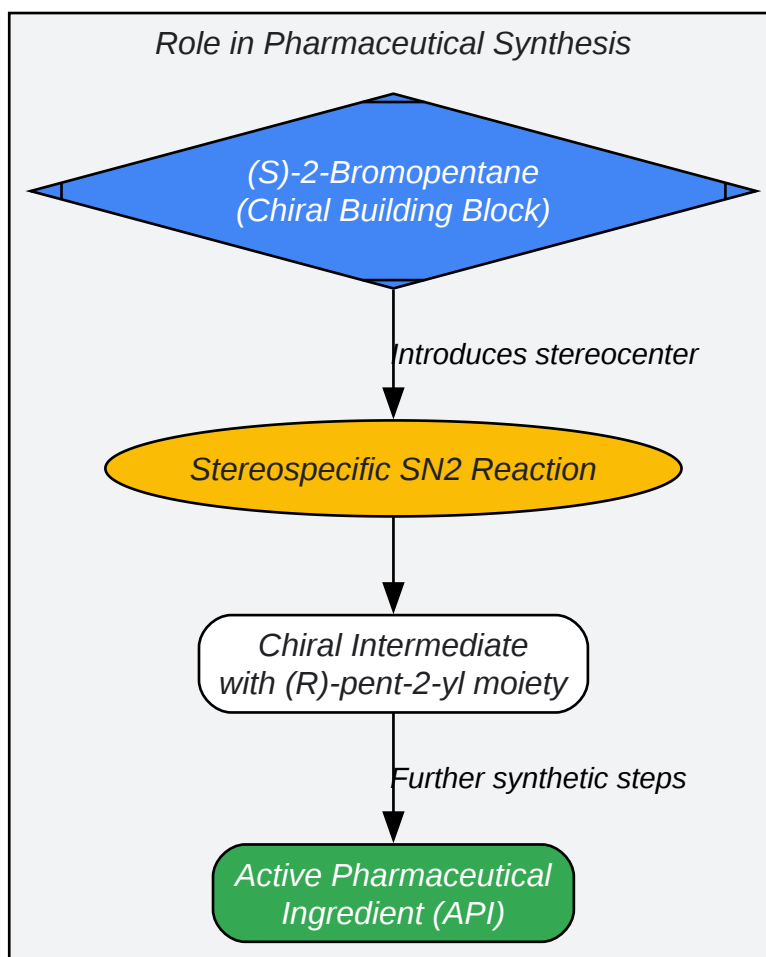 Role in Pharmaceutical Synthesis
(S)-2-Bromopentane
(Chiral Building Block)
Introduces stereocenter
Stereospecific SN2 Reaction
Chiral Intermediate
with (R)-pent-2-yl moiety
Further synthetic steps
Active Pharmaceutical
Ingredient (API)